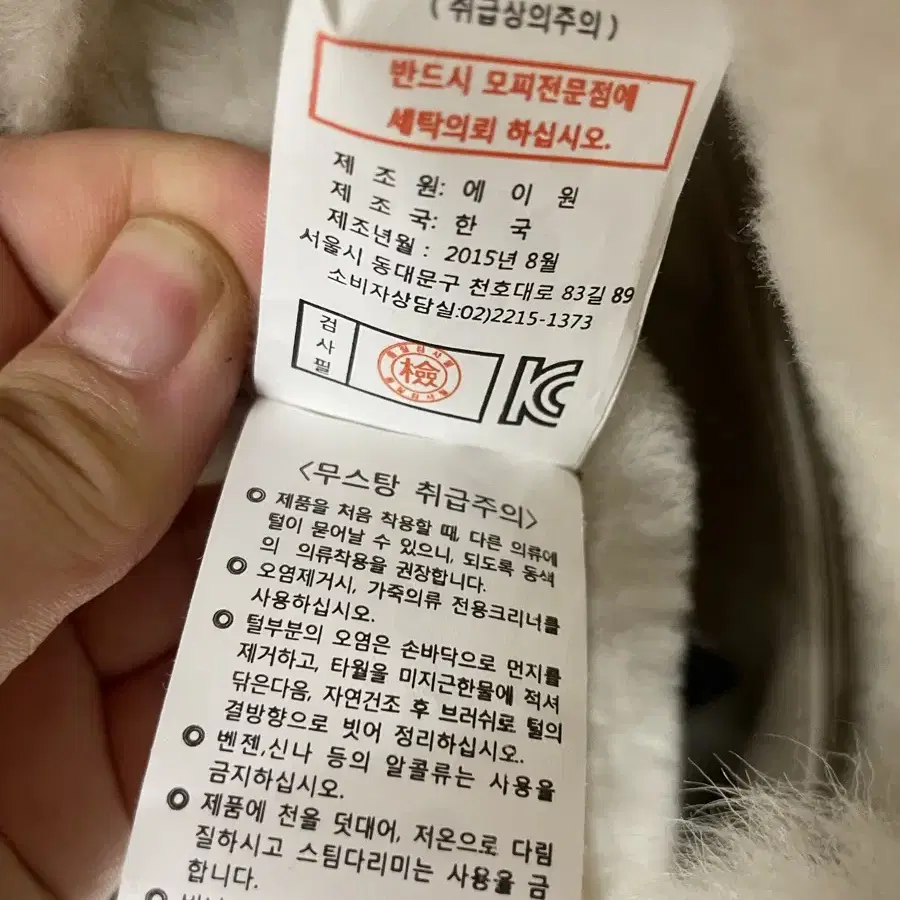 (취급상의주의)
반드시 모피전문점에
세탁의뢰 하십시오.
제 조 원: 에 이 원
제 조 국: 한 국
제조년월 : 2015년 8월
서울시 동대문구 천호대로 83길 89
소비자상담실:02)2215-1373
검사필
檢
KC
<무스탕 취급주의>
◎ 제품을 처음 착용할 때, 다른 의류에
털이 묻어날 수 있으니, 되도록 동색
의 의류착용을 권장합니다.
◎ 오염제거시, 가죽의류 전용크리너를
사용하십시오.
◎ 털부분의 오염은 손바닥으로 먼지를
제거하고, 타월을 미지근한물에 적셔
닦은다음, 자연건조 후 브러쉬로 털의
결방향으로 빗어 정리하십시오.
◎ 벤젠,신나 등의 알콜류는 사용을
금지하십시오.
◎ 제품에 천을 덧대어, 저온으로 다림
질하시고 스팀다리미는 사용을 금
합니다.